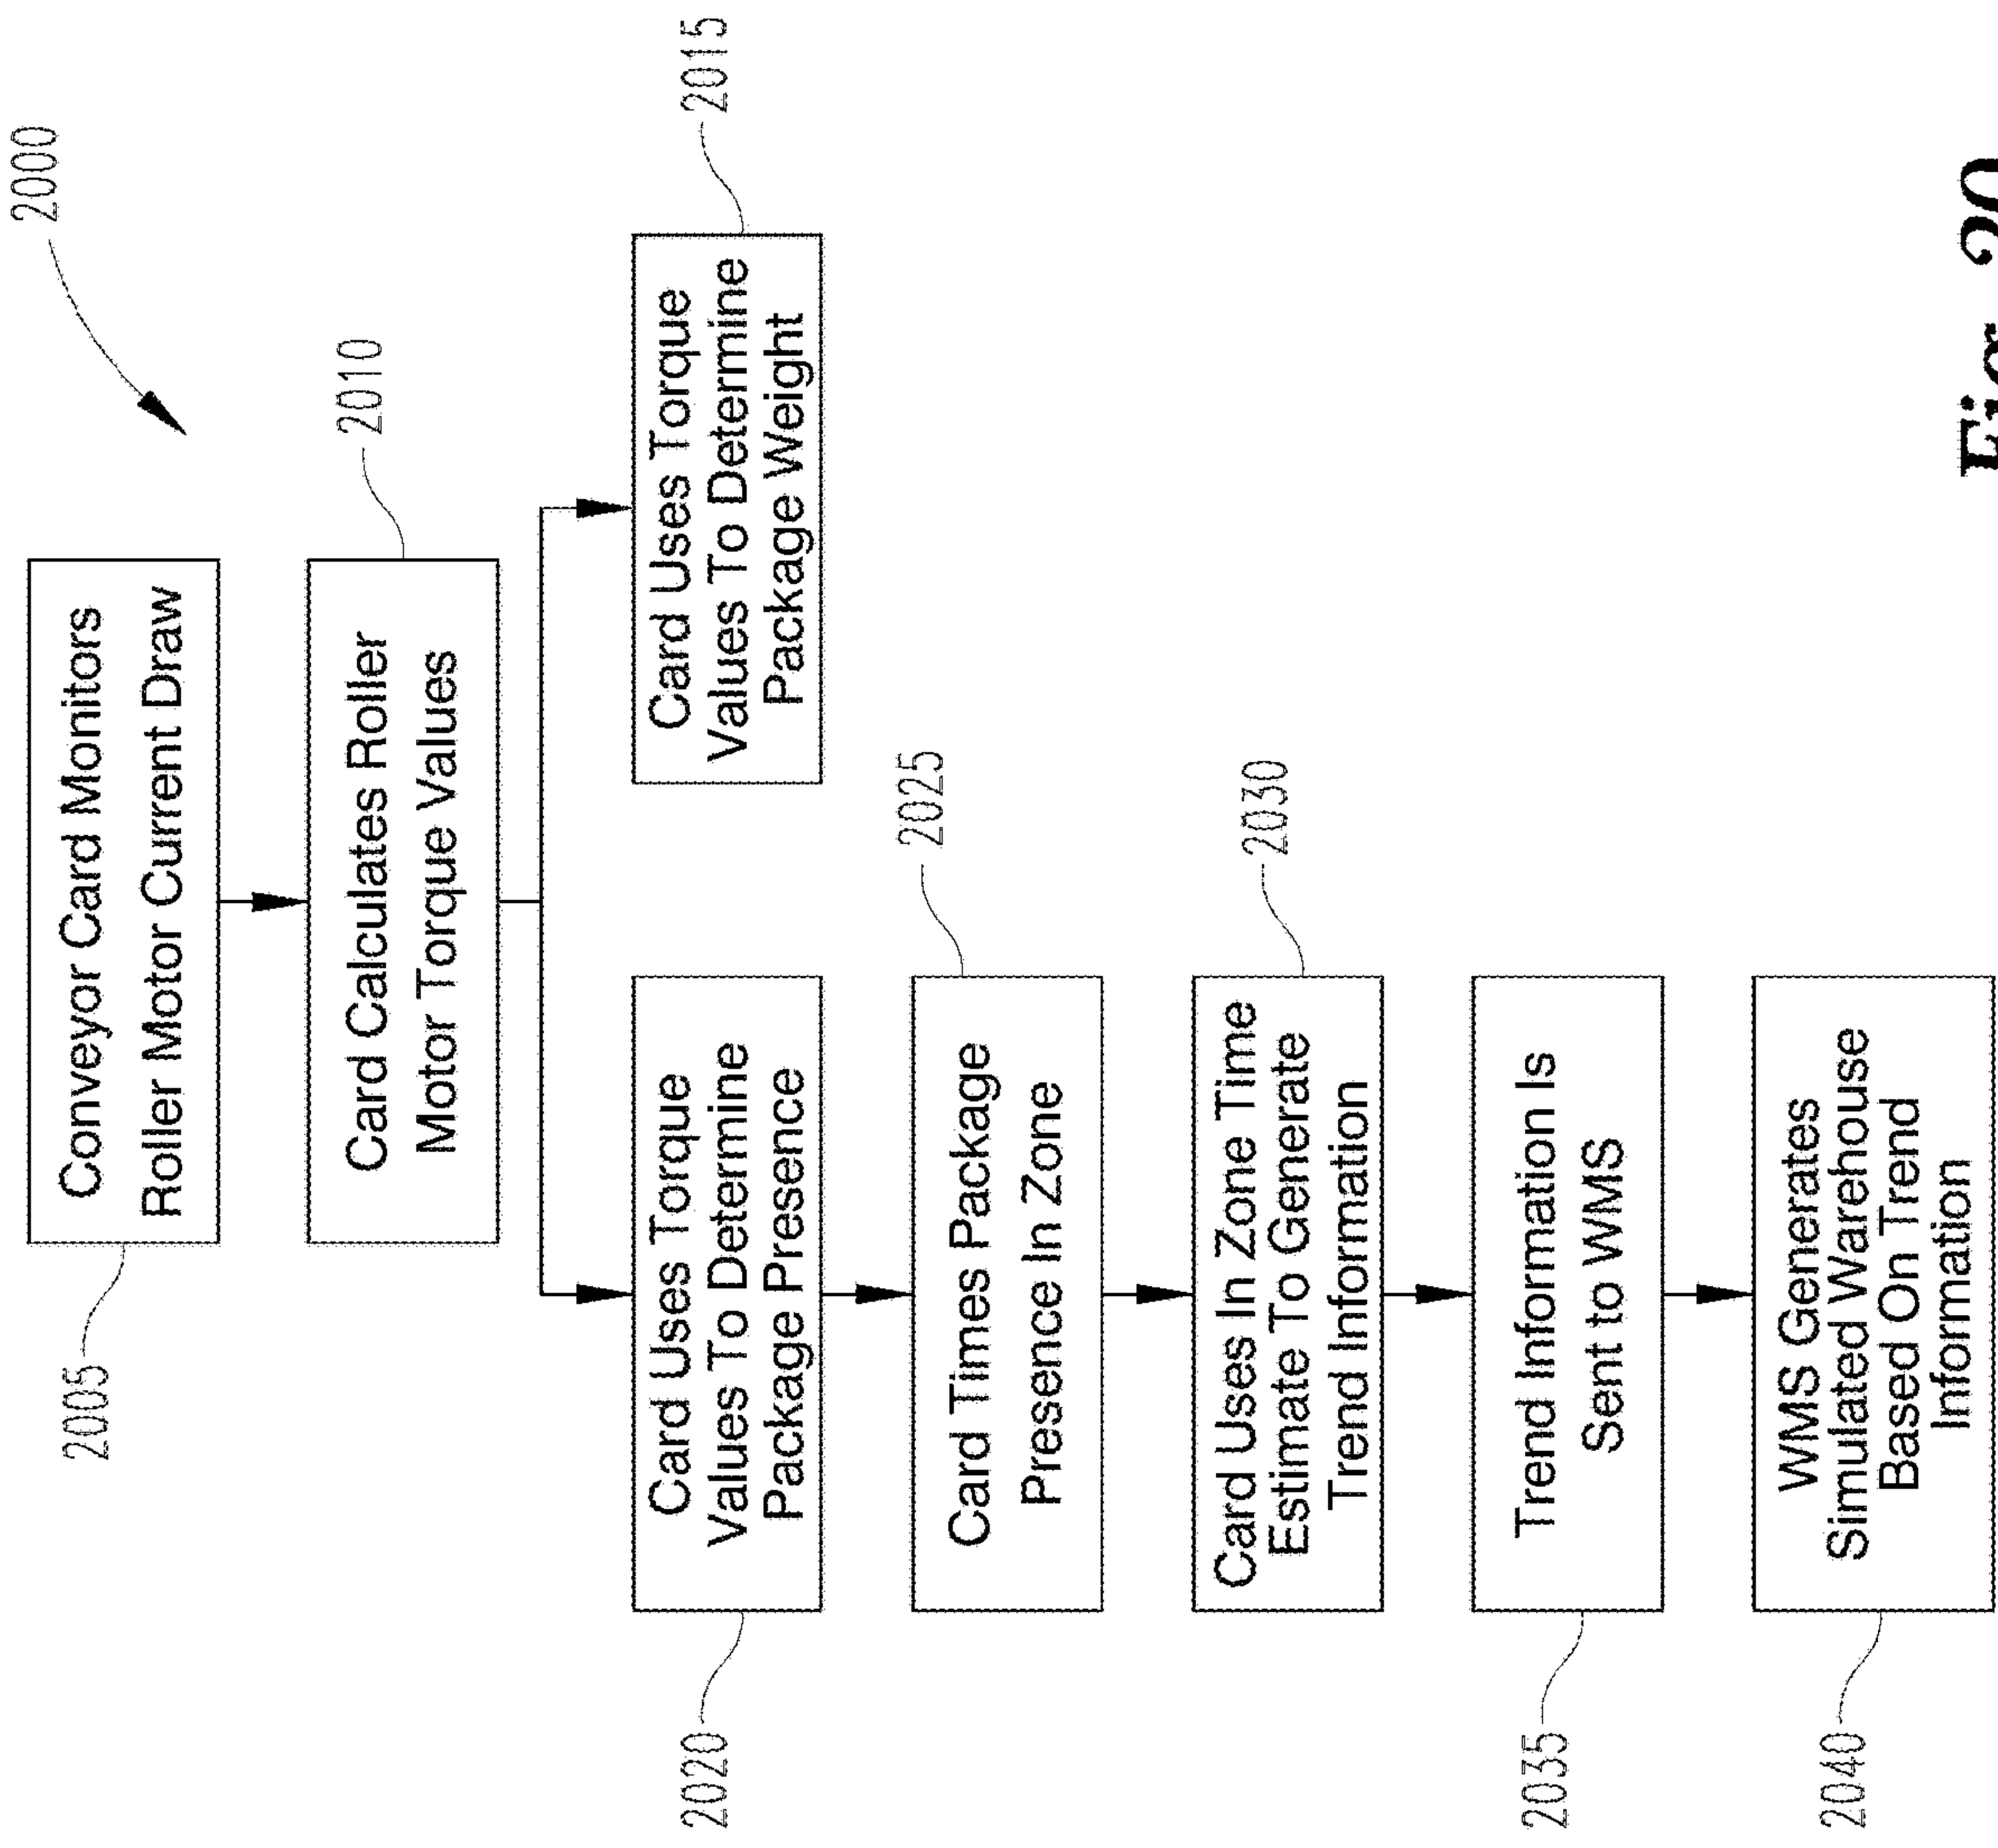 2000
2005
Conveyor Card Monitors
Roller Motor Current Draw
2010
Card Calculates Roller
Motor Torque Values
2020
Card Uses Torque
Values To Determine
Package Presence
2015
Card Uses Torque
Values To Determine
Package Weight
2025
Card Times Package
Presence In Zone
2030
Card Uses In Zone Time
Estimate To Generate
Trend Information
2035
Trend Information Is
Sent to WMS
2040
WMS Generates
Simulated Warehouse
Based On Trend
Information
Fig. 20